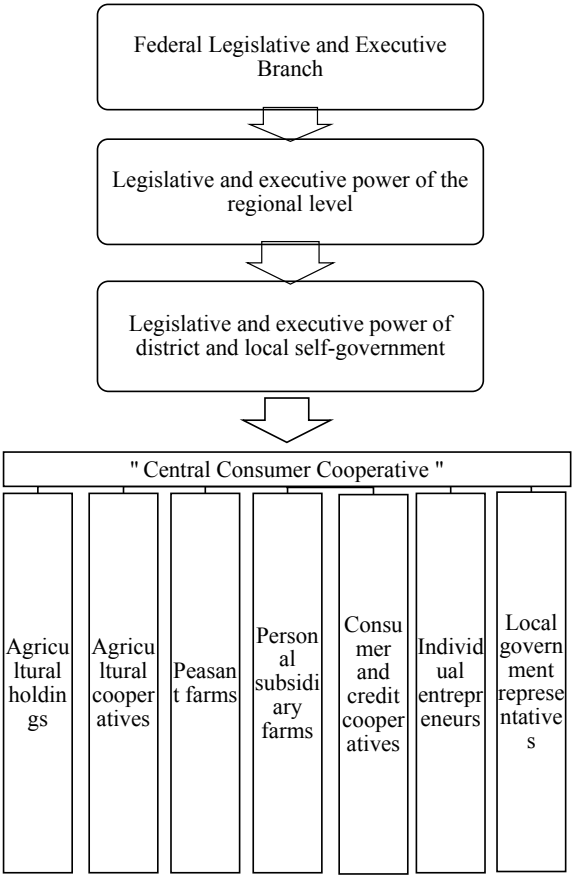 Federal Legislative and Executive
Branch
Legislative and executive power of the
regional level
Legislative and executive power of
district and local self-government
" Central Consumer Cooperative "
Agricu
ltural
holdin
gs
Agricu
ltural
cooper
atives
Peasan
t farms
Person
al
subsidi
ary
farms
Consu
mer
and
credit
cooper
atives
Individ
ual
entrepr
eneurs
Local
govern
ment
represe
ntative
s